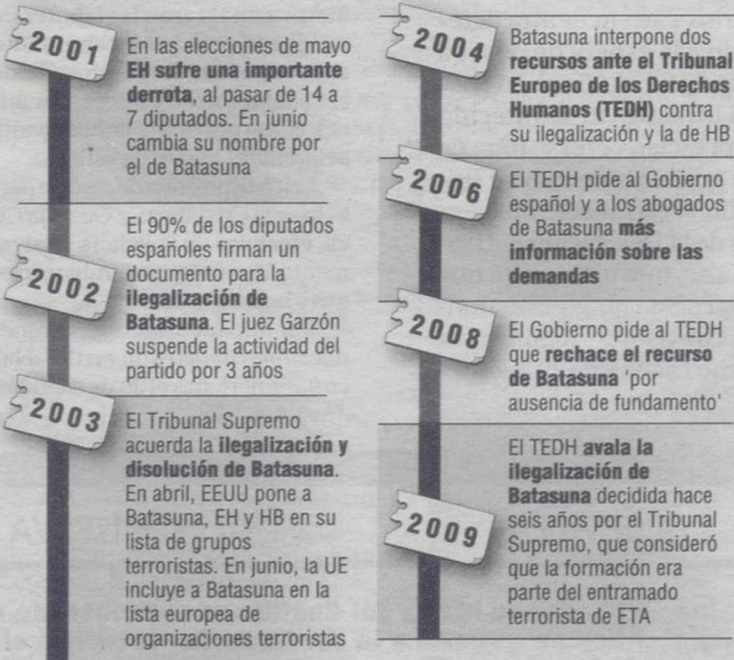 2001
En las elecciones de mayo
EH sufre una importante
derrota, al pasar de 14 a
7 diputados. En junio
cambia su nombre por
el de Batasuna
2002
El 90% de los diputados
españoles firman un
documento para la
ilegalización de
Batasuna. El juez Garzón
suspende la actividad del
partido por 3 años
2003
El Tribunal Supremo
acuerda la ilegalización y
disolución de Batasuna.
En abril, EEUU pone a
Batasuna, EH y HB en su
lista de grupos
terroristas. En junio, la UE
incluye a Batasuna en la
lista europea de
organizaciones terroristas
2004
Batasuna interpone dos
recursos ante el Tribunal
Europeo de los Derechos
Humanos (TEDH) contra
su ilegalización y la de HB
2006
El TEDH pide al Gobierno
español y a los abogados
de Batasuna más
información sobre las
demandas
2008
El Gobierno pide al TEDH
que rechace el recurso
de Batasuna 'por
ausencia de fundamento'
2009
El TEDH avala la
ilegalización de
Batasuna decidida hace
seis años por el Tribunal
Supremo, que consideró
que la formación era
parte del entramado
terrorista de ETA